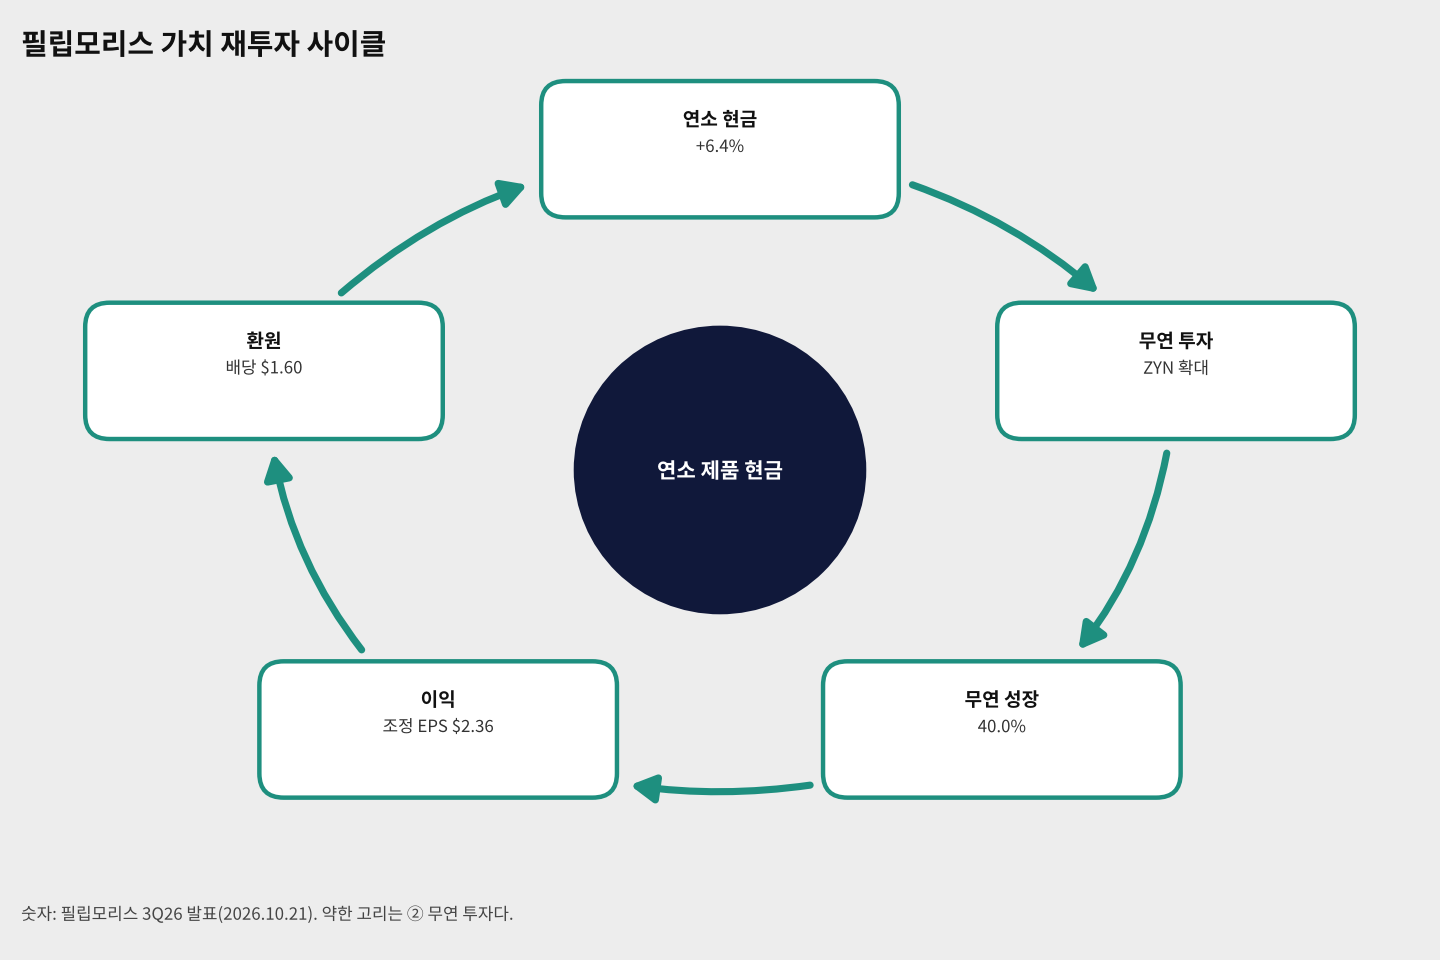 필립모리스 가치 재투자 사이클
연소 현금
+6.4%
무연 투자
ZYN 확대
무연 성장
40.0%
이익
조정 EPS $2.36
환원
배당 $1.60
연소 제품 현금
숫자: 필립모리스 3Q26 발표(2026.10.21). 약한 고리는 ② 무연 투자다.